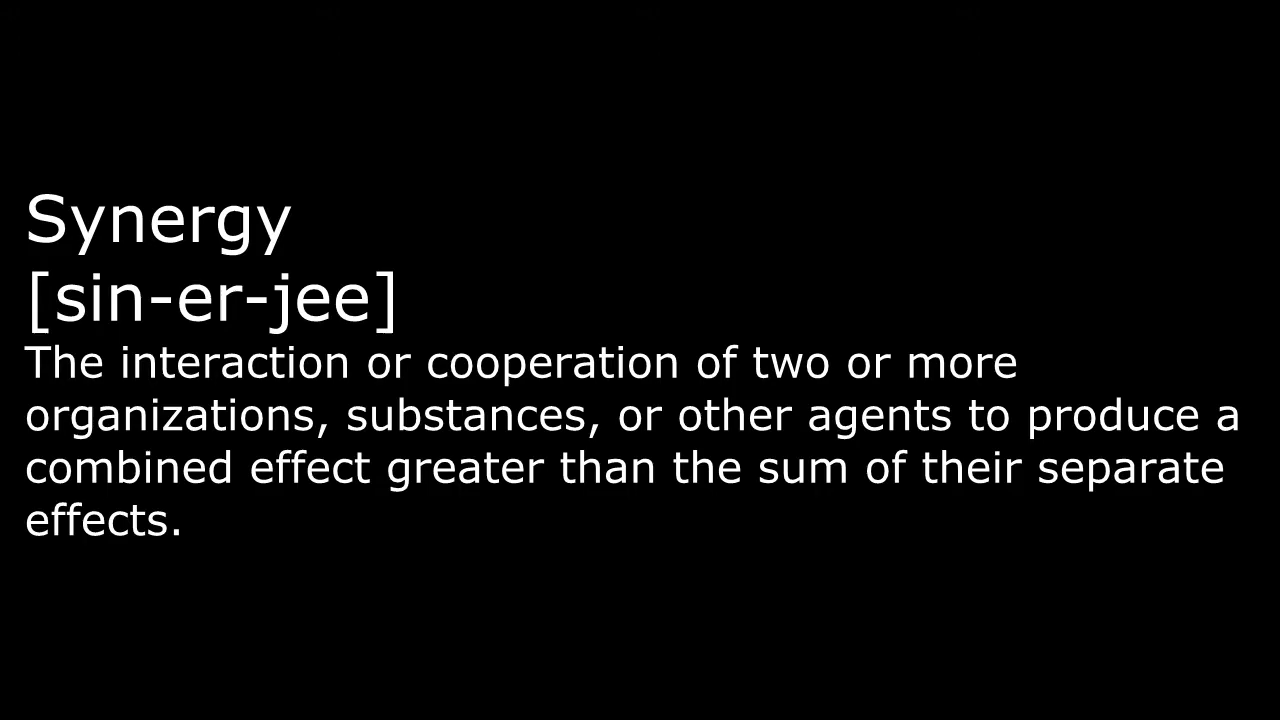 Synergy
[sin-er-jee]
The interaction or cooperation of two or more
organizations, substances, or other agents to produce a
combined effect greater than the sum of their separate
effects.